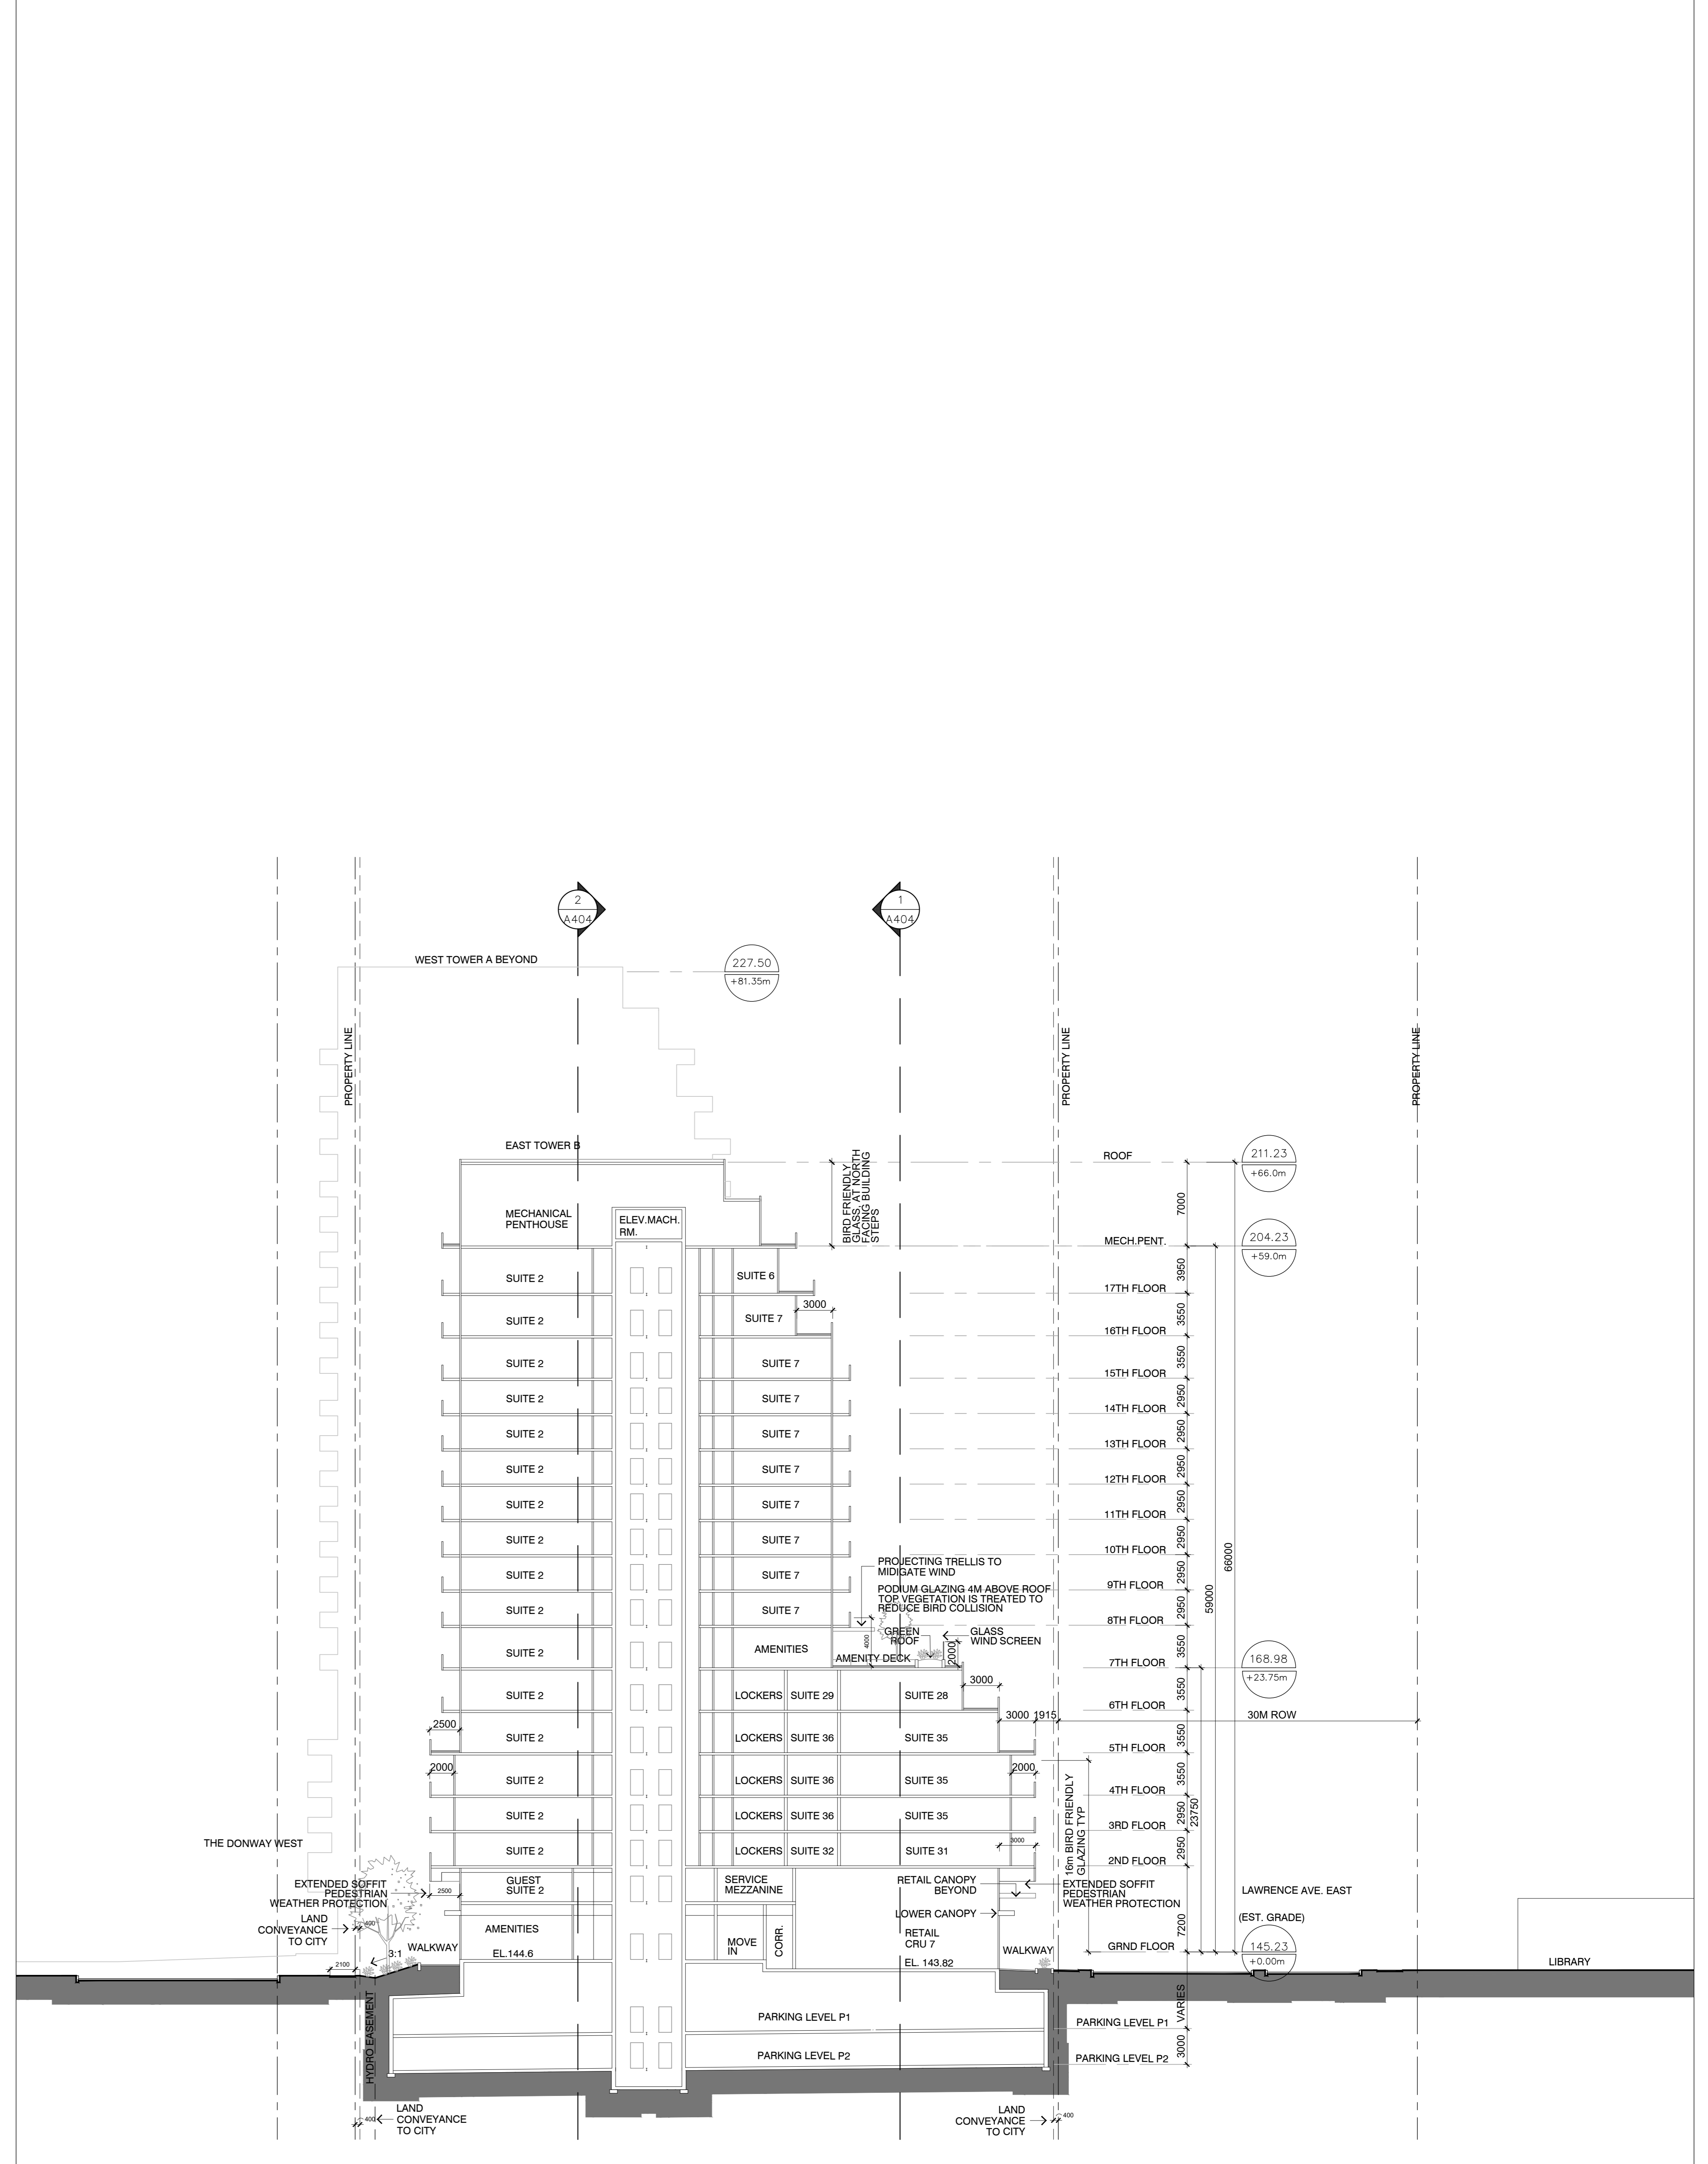 2
A404
1
A404
WEST TOWER A BEYOND
227.50
+81.35m
PROPERTY LINE
PROPERTY LINE
PROPERTY LINE
EAST TOWER B
BIRD FRIENDLY
GLASS, AT NORTH
FACING BUILDING
STEPS
ROOF
211.23
+66.0m
7000
MECHANICAL
PENTHOUSE
ELEV.MACH.
RM.
MECH.PENT.
204.23
+59.0m
3950
SUITE 2
SUITE 6
17TH FLOOR
3550
3000
SUITE 2
SUITE 7
16TH FLOOR
3550
SUITE 2
SUITE 7
15TH FLOOR
2950
SUITE 2
SUITE 7
14TH FLOOR
2950
SUITE 2
SUITE 7
13TH FLOOR
2950
SUITE 2
SUITE 7
12TH FLOOR
2950
SUITE 2
SUITE 7
11TH FLOOR
2950
SUITE 2
SUITE 7
10TH FLOOR
2950
66000
PROJECTING TRELLIS TO
MIDIGATE WIND
SUITE 2
SUITE 7
9TH FLOOR
2950
59000
PODIUM GLAZING 4M ABOVE ROOF
TOP VEGETATION IS TREATED TO
REDUCE BIRD COLLISION
SUITE 2
SUITE 7
8TH FLOOR
3550
GREEN
ROOF
GLASS
WIND SCREEN
4000
2000
SUITE 2
AMENITIES
AMENITY DECK
7TH FLOOR
168.98
+23.75m
3550
3000
SUITE 2
LOCKERS
SUITE 29
SUITE 28
6TH FLOOR
3000
1915
30M ROW
3550
2500
SUITE 2
LOCKERS
SUITE 36
SUITE 35
5TH FLOOR
3550
2000
2000
SUITE 2
LOCKERS
SUITE 36
SUITE 35
4TH FLOOR
2950
23750
16m BIRD FRIENDLY
GLAZING TYP
SUITE 2
LOCKERS
SUITE 36
SUITE 35
3RD FLOOR
2950
THE DONWAY WEST
3000
SUITE 2
LOCKERS
SUITE 32
SUITE 31
2ND FLOOR
EXTENDED SOFFIT
PEDESTRIAN
WEATHER PROTECTION
2500
GUEST
SUITE 2
SERVICE
MEZZANINE
RETAIL CANOPY
BEYOND
EXTENDED SOFFIT
PEDESTRIAN
WEATHER PROTECTION
LAWRENCE AVE. EAST
LOWER CANOPY
(EST. GRADE)
LAND
CONVEYANCE
TO CITY
400
AMENITIES
EL.144.6
MOVE
IN
CORR.
RETAIL
CRU 7
EL. 143.82
7200
WALKWAY
3:1
2100
WALKWAY
GRND FLOOR
145.23
+0.00m
LIBRARY
VARIES
HYDRO EASEMENT
PARKING LEVEL P1
PARKING LEVEL P1
3000
PARKING LEVEL P2
PARKING LEVEL P2
400
LAND
CONVEYANCE
TO CITY
LAND
CONVEYANCE
TO CITY
400